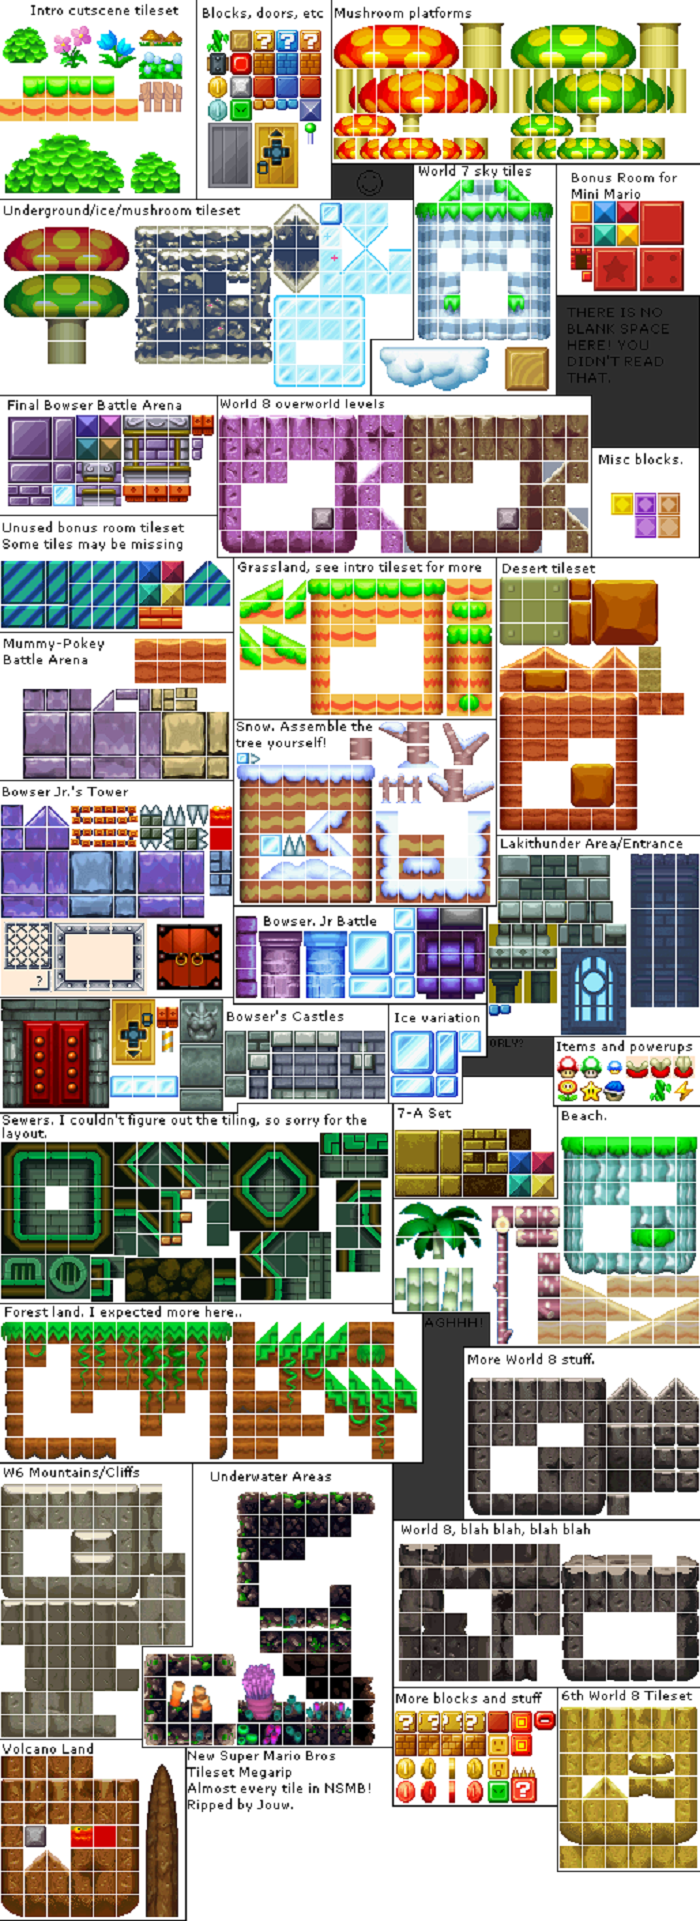 Intro cutscene tileset
Blocks, doors, etc
Mushroom platforms
World 7 sky tiles
Bonus Room for
Mini Mario
Underground/ice/mushroom tileset
THERE IS NO
BLANK SPACE
HERE! YOU
DIDN'T READ
THAT.
Final Bowser Battle Arena
World 8 overworld levels
Misc blocks.
Unused bonus room tileset
Some tiles may be missing
Grassland, see intro tileset for more
Desert tileset
Mummy-Pokey
Battle Arena
Snow. Assemble the
tree yourself!
Bowser Jr.'s Tower
Lakithunder Area/Entrance
Bowser. Jr Battle
?
Bowser's Castles
Ice variation
ORLY?
Items and powerups
Sewers. I couldn't figure out the tiling, so sorry for the
layout.
7-A Set
Beach.
Forest land. I expected more here..
AGHHH!
More World 8 stuff.
W6 Mountains/Cliffs
Underwater Areas
World 8, blah blah, blah blah
More blocks and stuff
6th World 8 Tileset
Volcano Land
New Super Mario Bros
Tileset Megarip
Almost every tile in NSMB!
Ripped by Jouw.